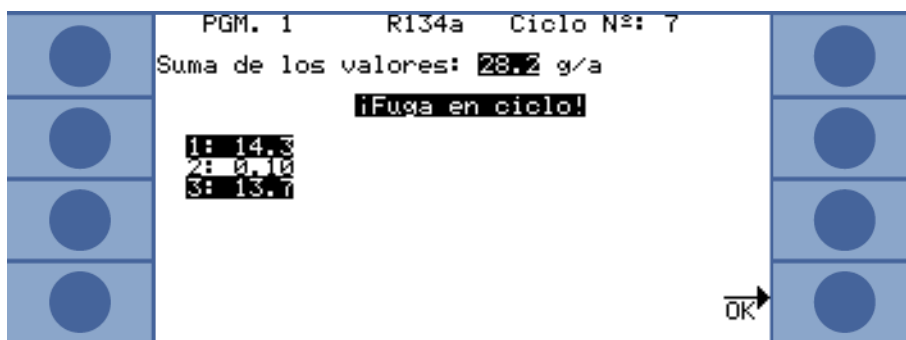 PGM. 1 R134a Ciclo Nº: 7
Suma de los valores: 28.2 g/a
¡Fuga en ciclo!
1: 14.3
2: 0.10
3: 13.7
OK